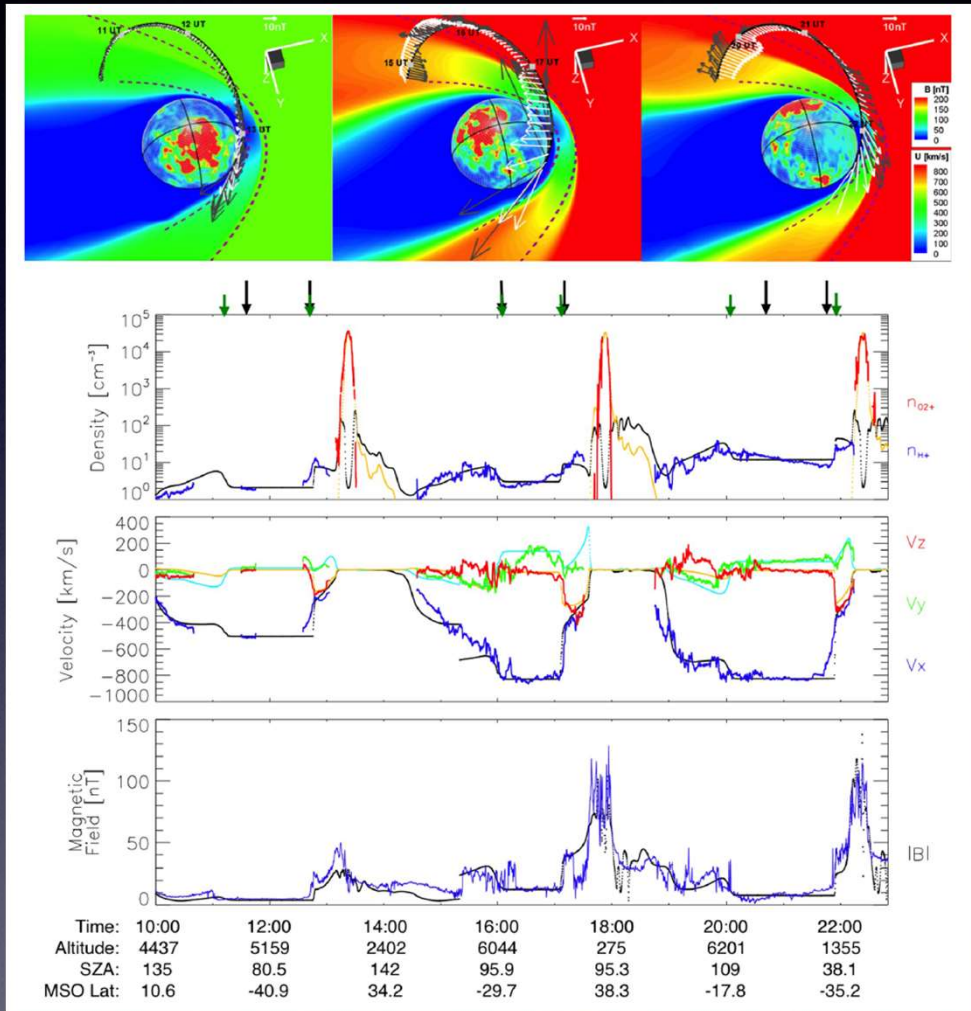 11 UT 12 UT 10nT X Z Y 13 UT
15 UT 16 UT 17 UT 10nT X Z Y
21 UT 10nT X Z Y
B [nT]
200
150
100
50
0
U [km/s]
800
700
600
500
400
300
200
100
0
Density [cm⁻³]
10⁵
10⁴
10³
10²
10¹
10⁰
nO2+
nH+
Velocity [km/s]
400
200
0
-200
-400
-600
-800
-1000
Vz
Vy
Vx
Magnetic
Field [nT]
150
100
50
0
|B|
Time: 10:00 12:00 14:00 16:00 18:00 20:00 22:00
Altitude: 4437 5159 2402 6044 275 6201 1355
SZA: 135 80.5 142 95.9 95.3 109 38.1
MSO Lat: 10.6 -40.9 34.2 -29.7 38.3 -17.8 -35.2